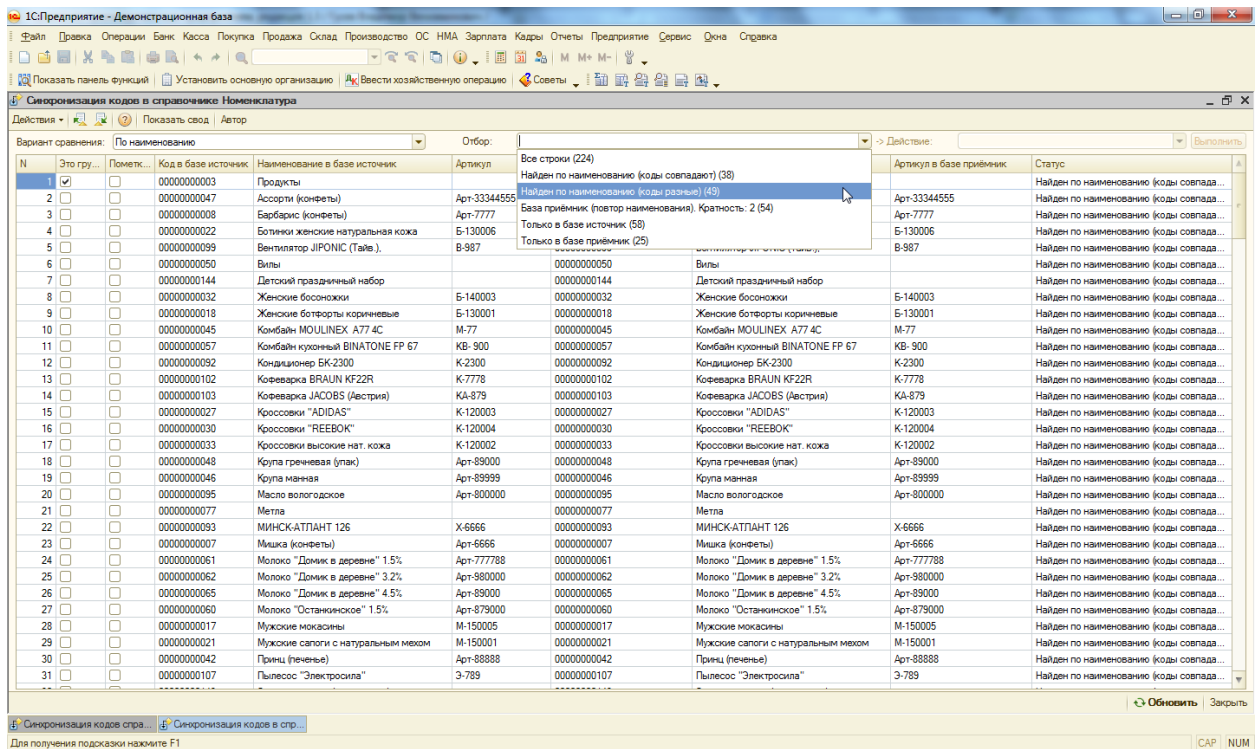 1С:Предприятие - Демонстрационная база
Файл Правка Операции Банк Касса Покупка Продажа Склад Производство ОС НМА Зарплата Кадры Отчеты Предприятие Сервис Окна Справка
M M+ M-
Показать панель функций Установить основную организацию Ввести хозяйственную операцию Советы
Синхронизация кодов в справочнике Номенклатура
Действия Показать свод Автор
Вариант сравнения: По наименованию Отбор: -> Действие: Выполнить
N Это гру... Пометк... Код в базе источник Наименование в базе источник Артикул Артикул в базе приёмник Статус
Все строки (224)
Найден по наименованию (коды совпадают) (38)
Найден по наименованию (коды разные) (49)
База приёмник (повтор наименования). Кратность: 2 (54)
Только в базе источник (58)
Только в базе приёмник (25)
1 00000000003 Продукты Найден по наименованию (коды совпада...
2 00000000047 Ассорти (конфеты) Арт-33344555 Арт-33344555 Найден по наименованию (коды совпада...
3 00000000008 Барбарис (конфеты) Арт-7777 Арт-7777 Найден по наименованию (коды совпада...
4 00000000022 Ботинки женские натуральная кожа Б-130006 Б-130006 Найден по наименованию (коды совпада...
5 00000000099 Вентилятор JIPONIC (Тайв.), В-987 В-987 Найден по наименованию (коды совпада...
6 00000000050 Вилы 00000000050 Вилы Найден по наименованию (коды совпада...
7 00000000144 Детский праздничный набор 00000000144 Детский праздничный набор Найден по наименованию (коды совпада...
8 00000000032 Женские босоножки Б-140003 00000000032 Женские босоножки Б-140003 Найден по наименованию (коды совпада...
9 00000000018 Женские ботфорты коричневые Б-130001 00000000018 Женские ботфорты коричневые Б-130001 Найден по наименованию (коды совпада...
10 00000000045 Комбайн MOULINEX A77 4C М-77 00000000045 Комбайн MOULINEX A77 4C М-77 Найден по наименованию (коды совпада...
11 00000000057 Комбайн кухонный BINATONE FP 67 КВ- 900 00000000057 Комбайн кухонный BINATONE FP 67 КВ- 900 Найден по наименованию (коды совпада...
12 00000000092 Кондиционер БК-2300 К-2300 00000000092 Кондиционер БК-2300 К-2300 Найден по наименованию (коды совпада...
13 00000000102 Кофеварка BRAUN KF22R К-7778 00000000102 Кофеварка BRAUN KF22R К-7778 Найден по наименованию (коды совпада...
14 00000000103 Кофеварка JACOBS (Австрия) КА-879 00000000103 Кофеварка JACOBS (Австрия) КА-879 Найден по наименованию (коды совпада...
15 00000000027 Кроссовки "ADIDAS" К-120003 00000000027 Кроссовки "ADIDAS" К-120003 Найден по наименованию (коды совпада...
16 00000000030 Кроссовки "REEBOK" К-120004 00000000030 Кроссовки "REEBOK" К-120004 Найден по наименованию (коды совпада...
17 00000000033 Кроссовки высокие нат. кожа К-120002 00000000033 Кроссовки высокие нат. кожа К-120002 Найден по наименованию (коды совпада...
18 00000000048 Крупа гречневая (упак) Арт-89000 00000000048 Крупа гречневая (упак) Арт-89000 Найден по наименованию (коды совпада...
19 00000000046 Крупа манная Арт-89999 00000000046 Крупа манная Арт-89999 Найден по наименованию (коды совпада...
20 00000000095 Масло вологодское Арт-800000 00000000095 Масло вологодское Арт-800000 Найден по наименованию (коды совпада...
21 00000000077 Метла 00000000077 Метла Найден по наименованию (коды совпада...
22 00000000093 МИНСК-АТЛАНТ 126 Х-6666 00000000093 МИНСК-АТЛАНТ 126 Х-6666 Найден по наименованию (коды совпада...
23 00000000007 Мишка (конфеты) Арт-6666 00000000007 Мишка (конфеты) Арт-6666 Найден по наименованию (коды совпада...
24 00000000061 Молоко "Домик в деревне" 1.5% Арт-777788 00000000061 Молоко "Домик в деревне" 1.5% Арт-777788 Найден по наименованию (коды совпада...
25 00000000062 Молоко "Домик в деревне" 3.2% Арт-980000 00000000062 Молоко "Домик в деревне" 3.2% Арт-980000 Найден по наименованию (коды совпада...
26 00000000065 Молоко "Домик в деревне" 4.5% Арт-89000 00000000065 Молоко "Домик в деревне" 4.5% Арт-89000 Найден по наименованию (коды совпада...
27 00000000060 Молоко "Останкинское" 1.5% Арт-879000 00000000060 Молоко "Останкинское" 1.5% Арт-879000 Найден по наименованию (коды совпада...
28 00000000017 Мужские мокасины М-150005 00000000017 Мужские мокасины М-150005 Найден по наименованию (коды совпада...
29 00000000021 Мужские сапоги с натуральным мехом М-150001 00000000021 Мужские сапоги с натуральным мехом М-150001 Найден по наименованию (коды совпада...
30 00000000042 Принц (печенье) Арт-88888 00000000042 Принц (печенье) Арт-88888 Найден по наименованию (коды совпада...
31 00000000107 Пылесос "Электросила" Э-789 00000000107 Пылесос "Электросила" Э-789 Найден по наименованию (коды совпада...
Обновить Закрыть
Синхронизация кодов спра... Синхронизация кодов в спр...
Для получения подсказки нажмите F1 CAP NUM